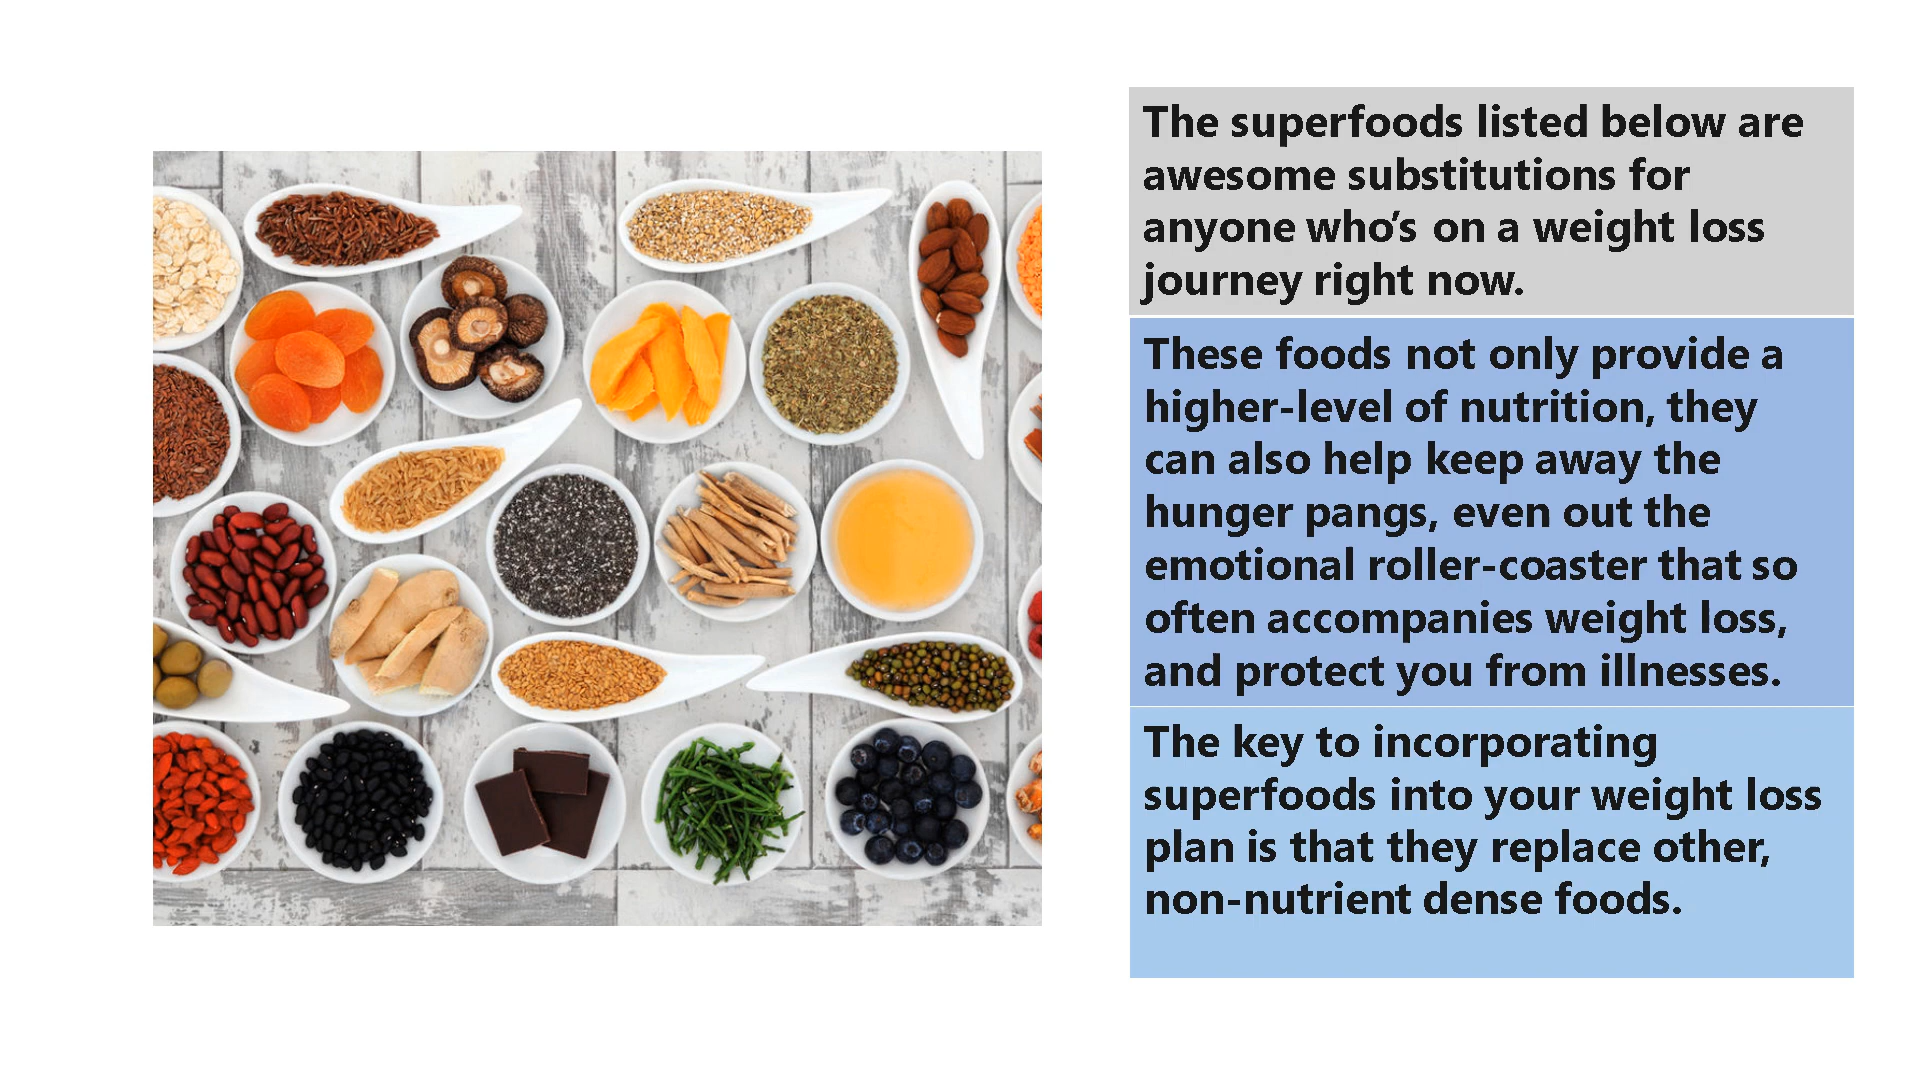 The superfoods listed below are
awesome substitutions for
anyone who's on a weight loss
journey right now.
These foods not only provide a
higher-level of nutrition, they
can also help keep away the
hunger pangs, even out the
emotional roller-coaster that so
often accompanies weight loss,
and protect you from illnesses.
The key to incorporating
superfoods into your weight loss
plan is that they replace other,
non-nutrient dense foods.